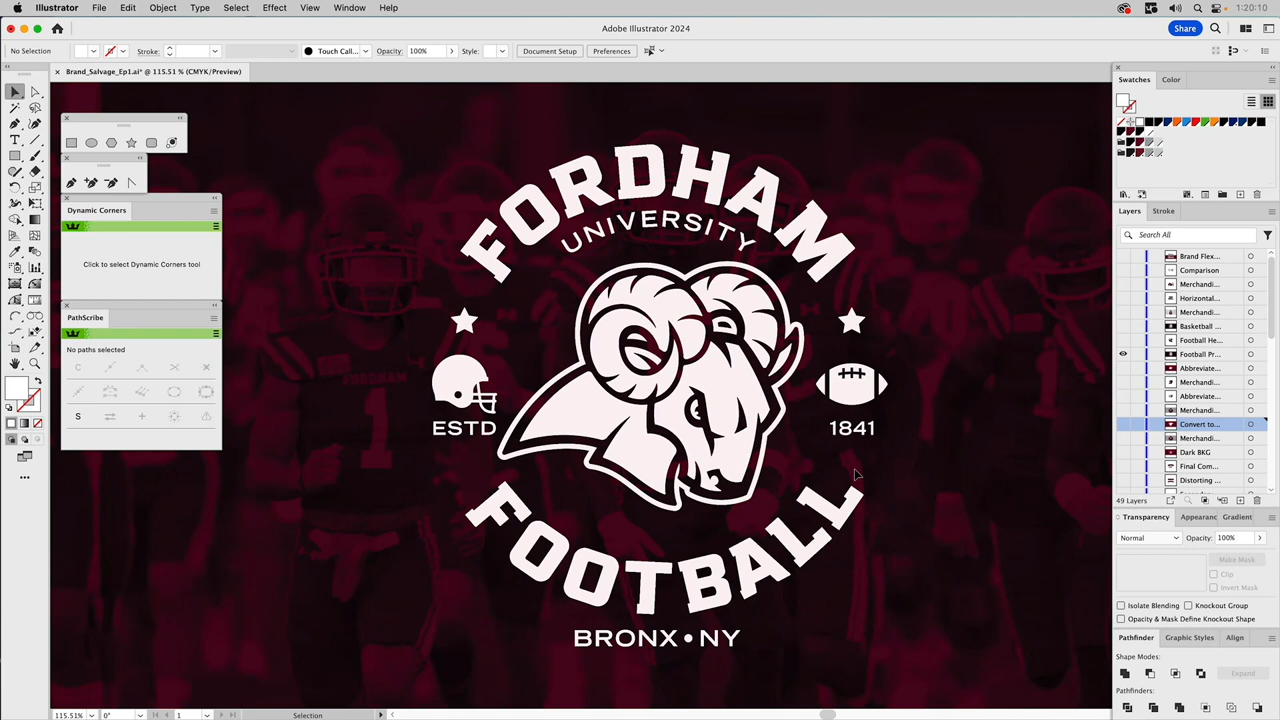 Illustrator File Edit Object Type Select Effect View Window Help 1:20:10
Adobe Illustrator 2024 Share
No Selection Stroke: Touch Call... Opacity: 100% Style: Document Setup Preferences
Brand_Salvage_Ep1.ai* @ 115.51 % (CMYK/Preview)
Swatches Color
Dynamic Corners
Click to select Dynamic Corners tool
PathScribe
No paths selected
FORDHAM
UNIVERSITY
ESTD
1841
FOOTBALL
BRONX • NY
Layers Stroke
Search All
Brand Flex...
Comparison
Merchandi...
Horizontal...
Merchandi...
Basketball ...
Football He...
Football Pr...
Abbreviate...
Merchandi...
Abbreviate...
Merchandi...
Convert to...
Merchandi...
Dark BKG
Final Com...
Distorting ...
49 Layers
Transparency Appearanc Gradient
Normal Opacity: 100%
Make Mask
Clip
Invert Mask
Isolate Blending Knockout Group
Opacity & Mask Define Knockout Shape
Pathfinder Graphic Styles Align
Shape Modes:
Expand
Pathfinders:
115.51% 0° 1 Selection